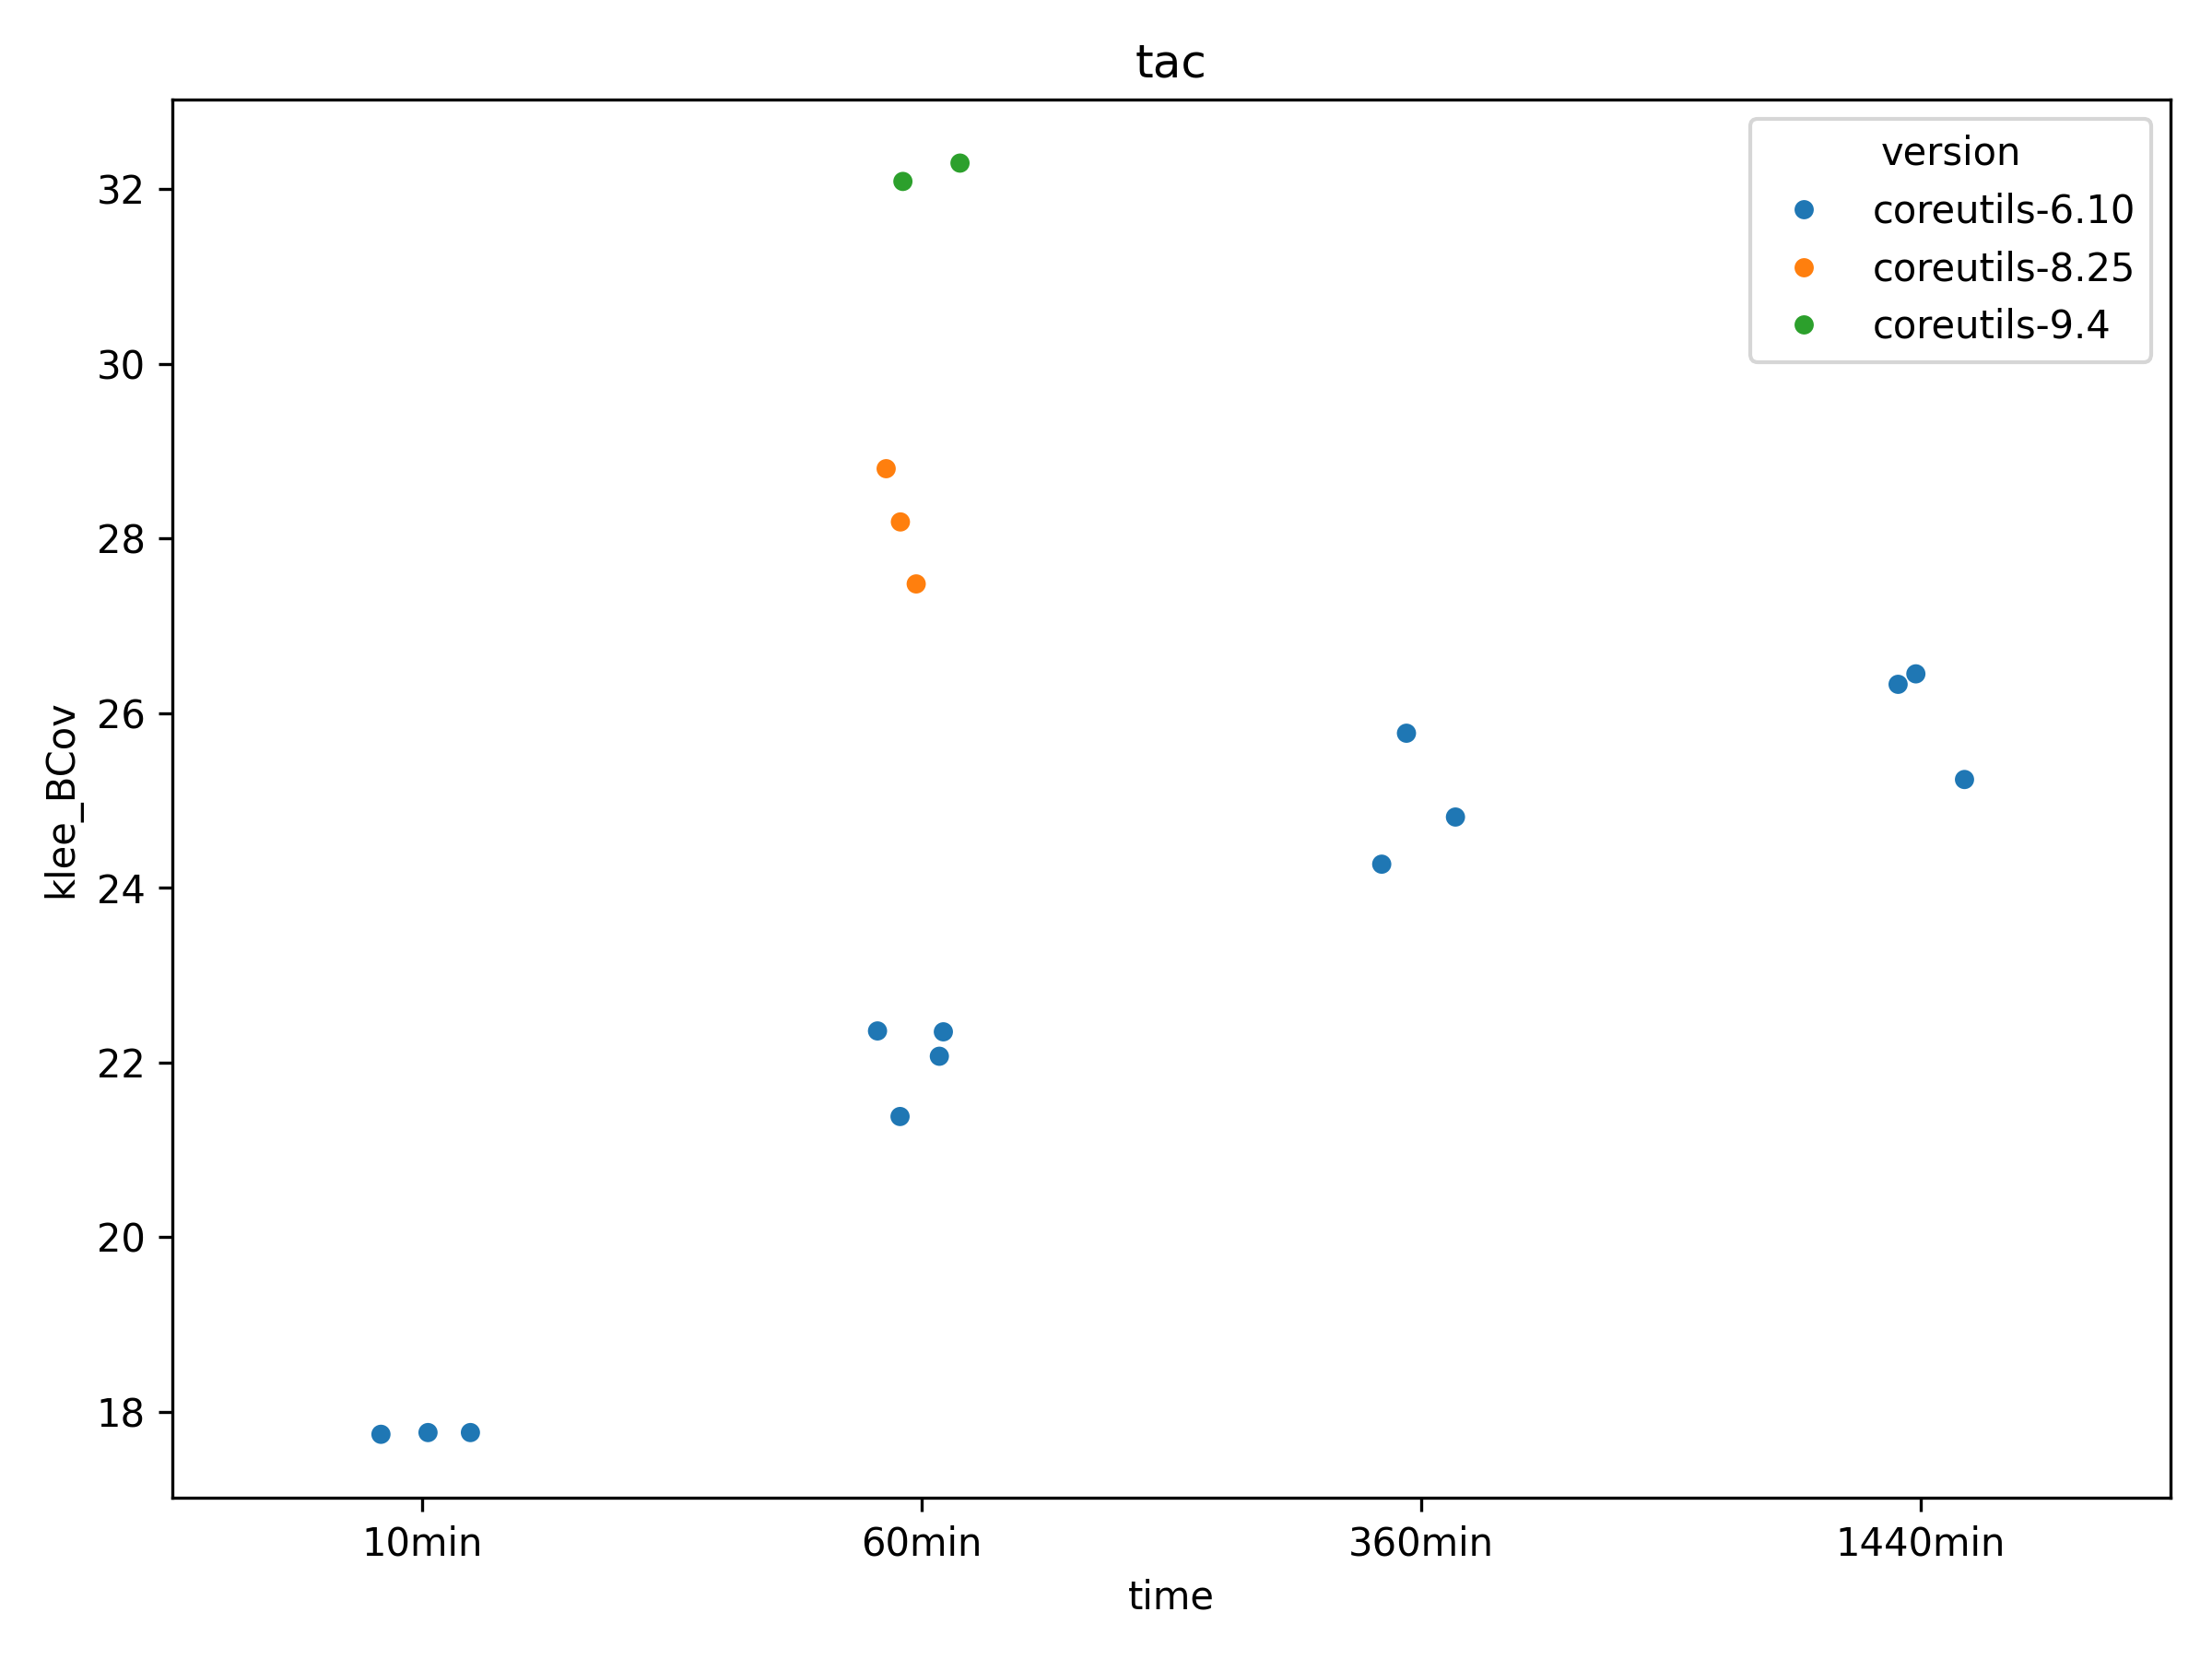 tac
version
coreutils-6.10
coreutils-8.25
coreutils-9.4
klee_BCov
32
30
28
26
24
22
20
18
10min
60min
360min
1440min
time